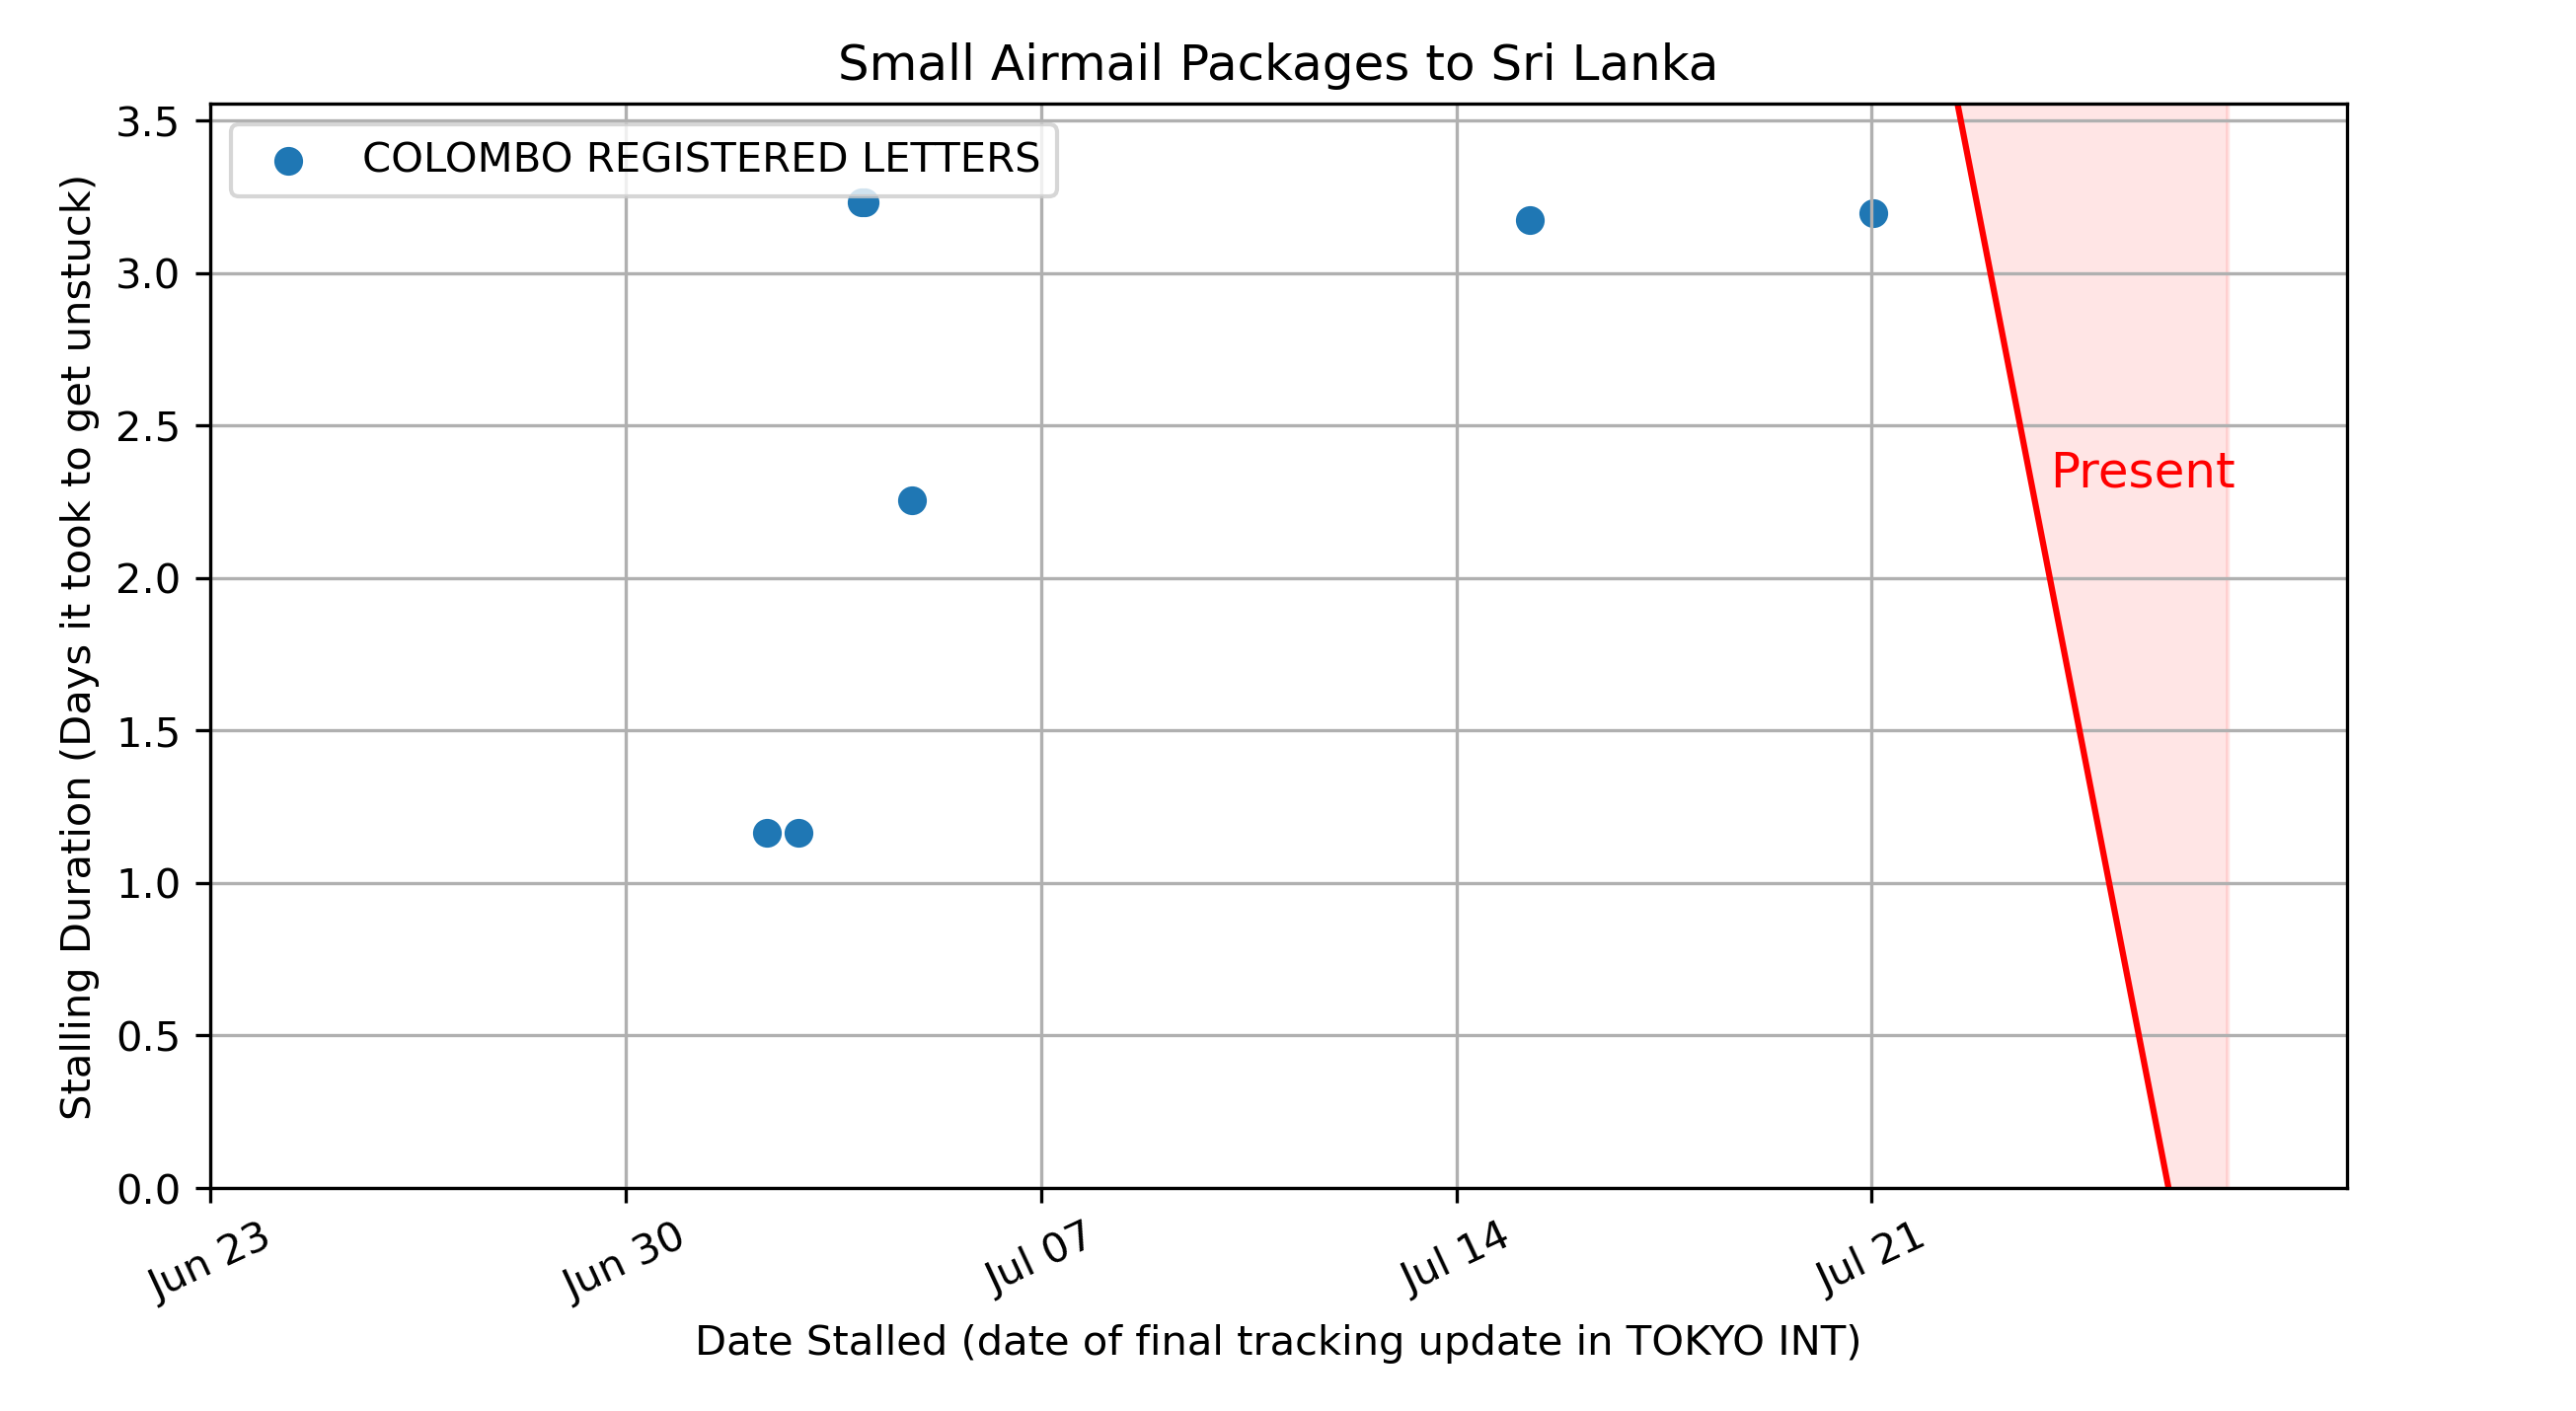 Small Airmail Packages to Sri Lanka
COLOMBO REGISTERED LETTERS
Stalling Duration (Days it took to get unstuck)
3.5
3.0
2.5
2.0
1.5
1.0
0.5
0.0
Present
Jun 23
Jun 30
Jul 07
Jul 14
Jul 21
Date Stalled (date of final tracking update in TOKYO INT)